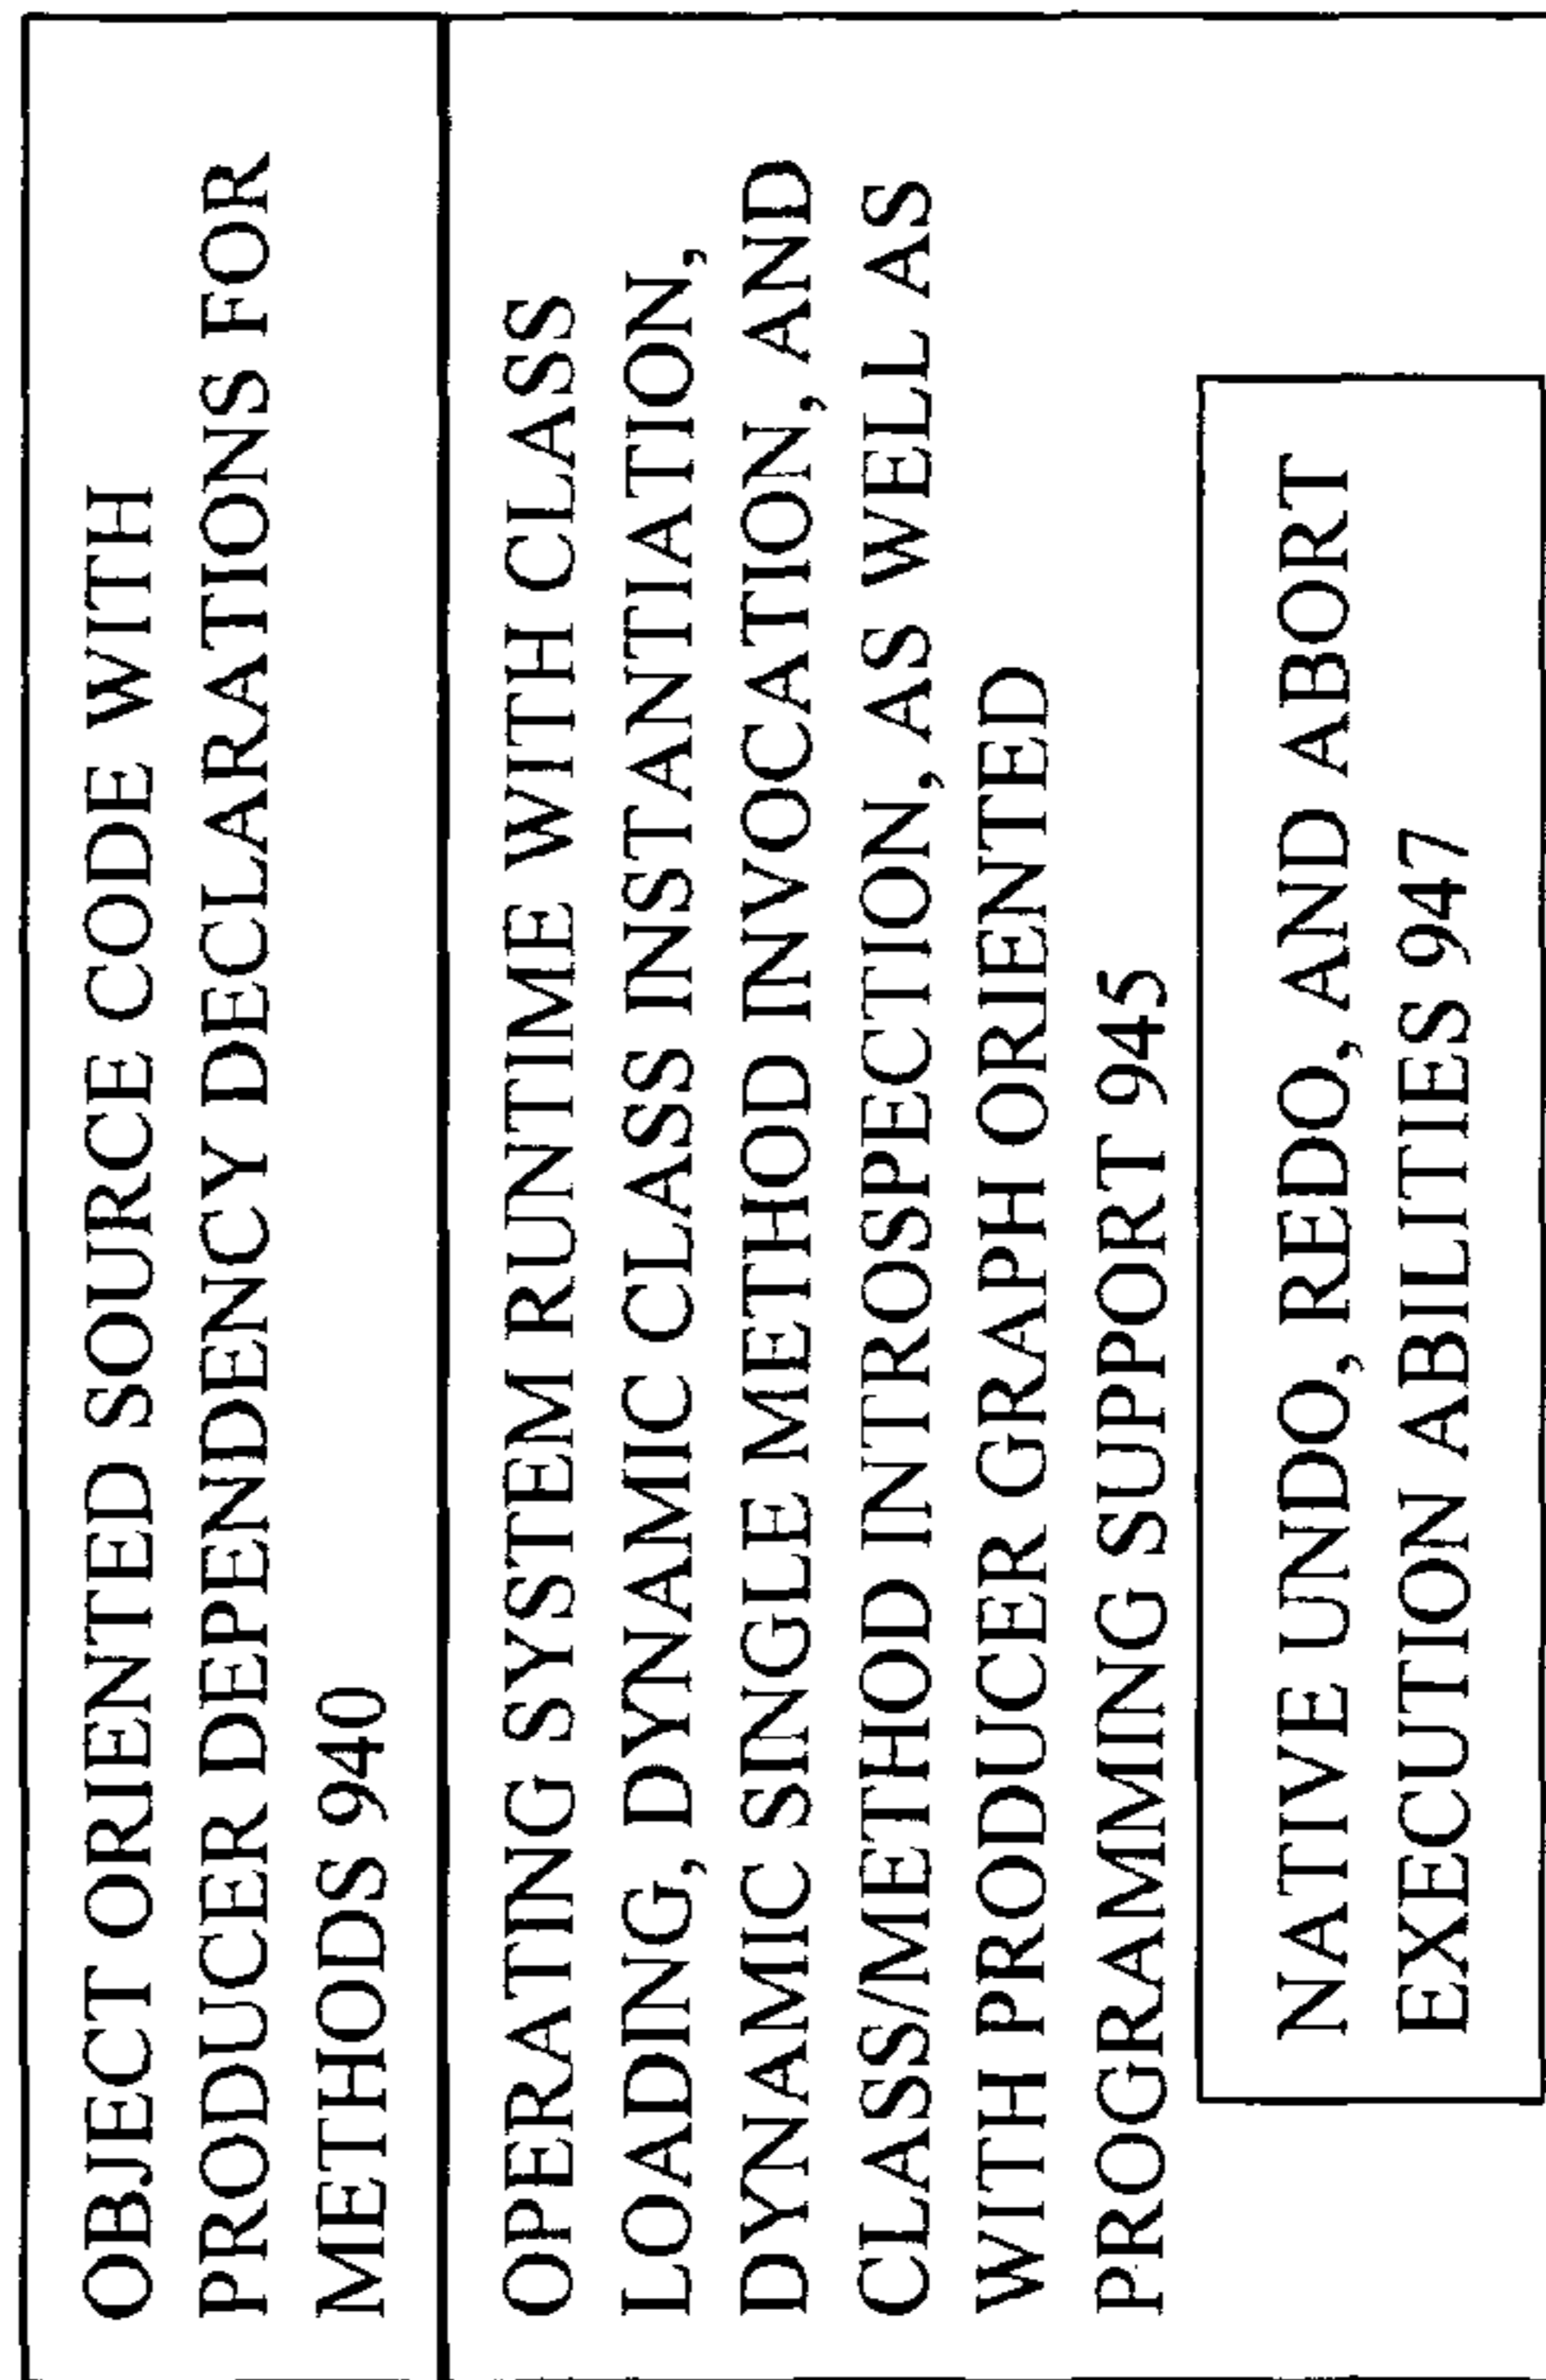 OBJECT ORIENTED SOURCE CODE WITH
PRODUCER DEPENDENCY DECLARATIONS FOR
METHODS 940
OPERATING SYSTEM RUNTIME WITH CLASS
LOADING, DYNAMIC CLASS INSTANTIATION,
DYNAMIC SINGLE METHOD INVOCATION, AND
CLASS/METHOD INTROSPECTION, AS WELL AS
WITH PRODUCER GRAPH ORIENTED
PROGRAMMING SUPPORT 945
NATIVE UNDO, REDO, AND ABORT
EXECUTION ABILITIES 947